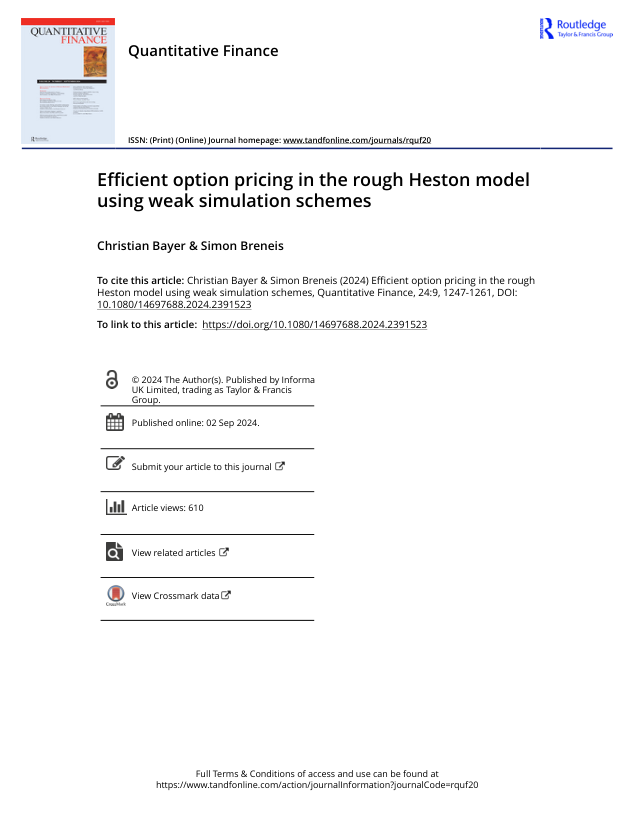 QUANTITATIVE
FINANCE
Routledge
Taylor & Francis Group
Quantitative Finance
ISSN: (Print) (Online) Journal homepage: www.tandfonline.com/journals/rquf20
Efficient option pricing in the rough Heston model
using weak simulation schemes
Christian Bayer & Simon Breneis
To cite this article: Christian Bayer & Simon Breneis (2024) Efficient option pricing in the rough
Heston model using weak simulation schemes, Quantitative Finance, 24:9, 1247-1261, DOI:
10.1080/14697688.2024.2391523
To link to this article: https://doi.org/10.1080/14697688.2024.2391523
© 2024 The Author(s). Published by Informa
UK Limited, trading as Taylor & Francis
Group.
Published online: 02 Sep 2024.
Submit your article to this journal
Article views: 610
View related articles
View Crossmark data
CrossMark
Full Terms & Conditions of access and use can be found at
https://www.tandfonline.com/action/journalInformation?journalCode=rquf20